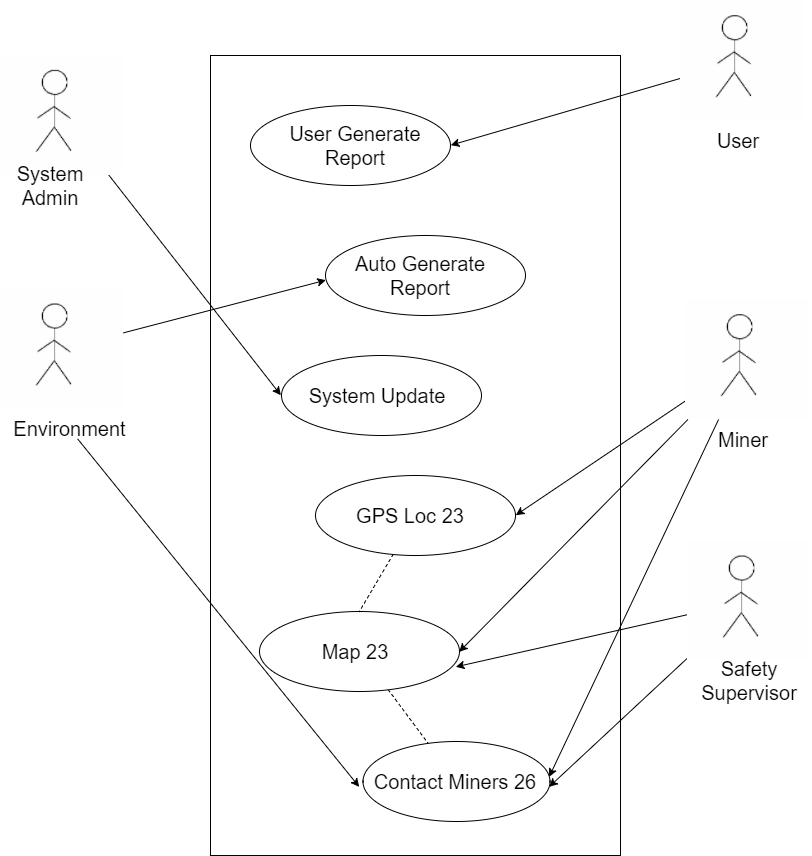 User
User Generate
Report
System
Admin
Auto Generate
Report
System Update
Environment
Miner
GPS Loc 23
Map 23
Safety
Supervisor
Contact Miners 26